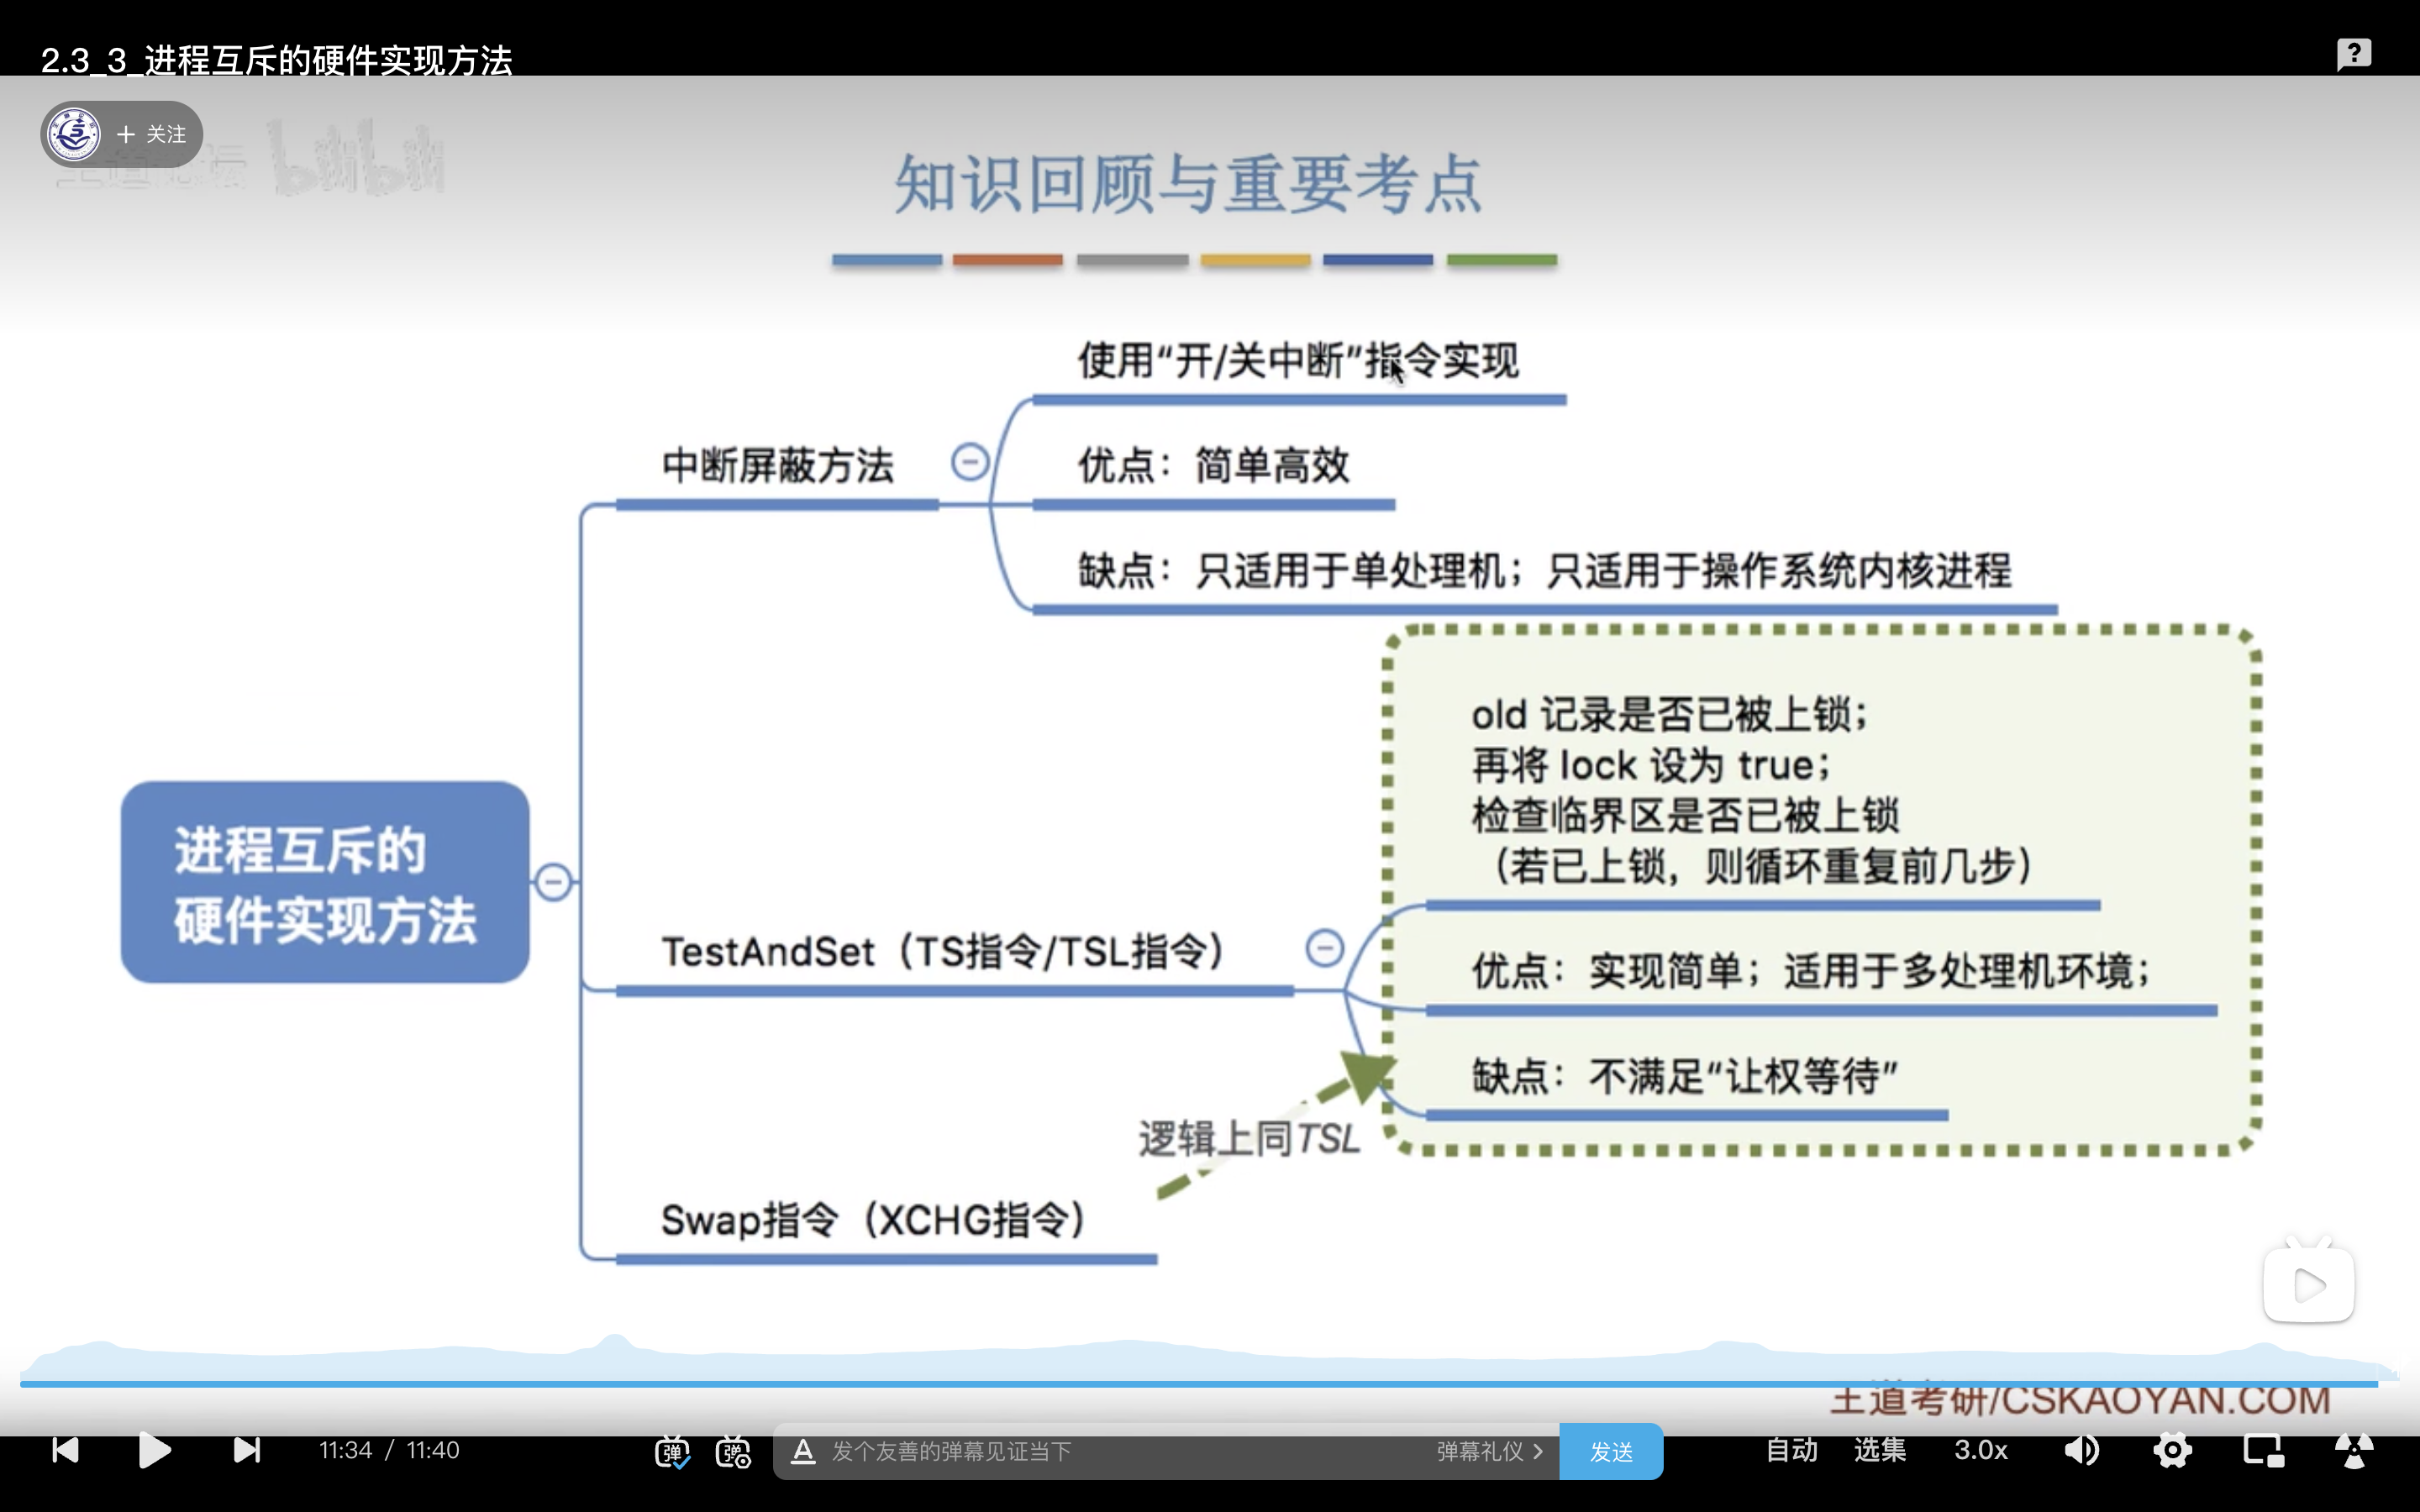 2.3_3_进程互斥的硬件实现方法
+ 关注
bilibili
知识回顾与重要考点
使用“开/关中断”指令实现
中断屏蔽方法
优点：简单高效
缺点：只适用于单处理机；只适用于操作系统内核进程
old 记录是否已被上锁；
再将 lock 设为 true；
检查临界区是否已被上锁
（若已上锁，则循环重复前几步）
进程互斥的
硬件实现方法
TestAndSet（TS指令/TSL指令）
优点：实现简单；适用于多处理机环境；
缺点：不满足“让权等待”
逻辑上同TSL
Swap指令（XCHG指令）
王道考研/CSKAOYAN.COM
11:34 / 11:40
弹
弹
A
发个友善的弹幕见证当下
弹幕礼仪 >
发送
自动
选集
3.0x